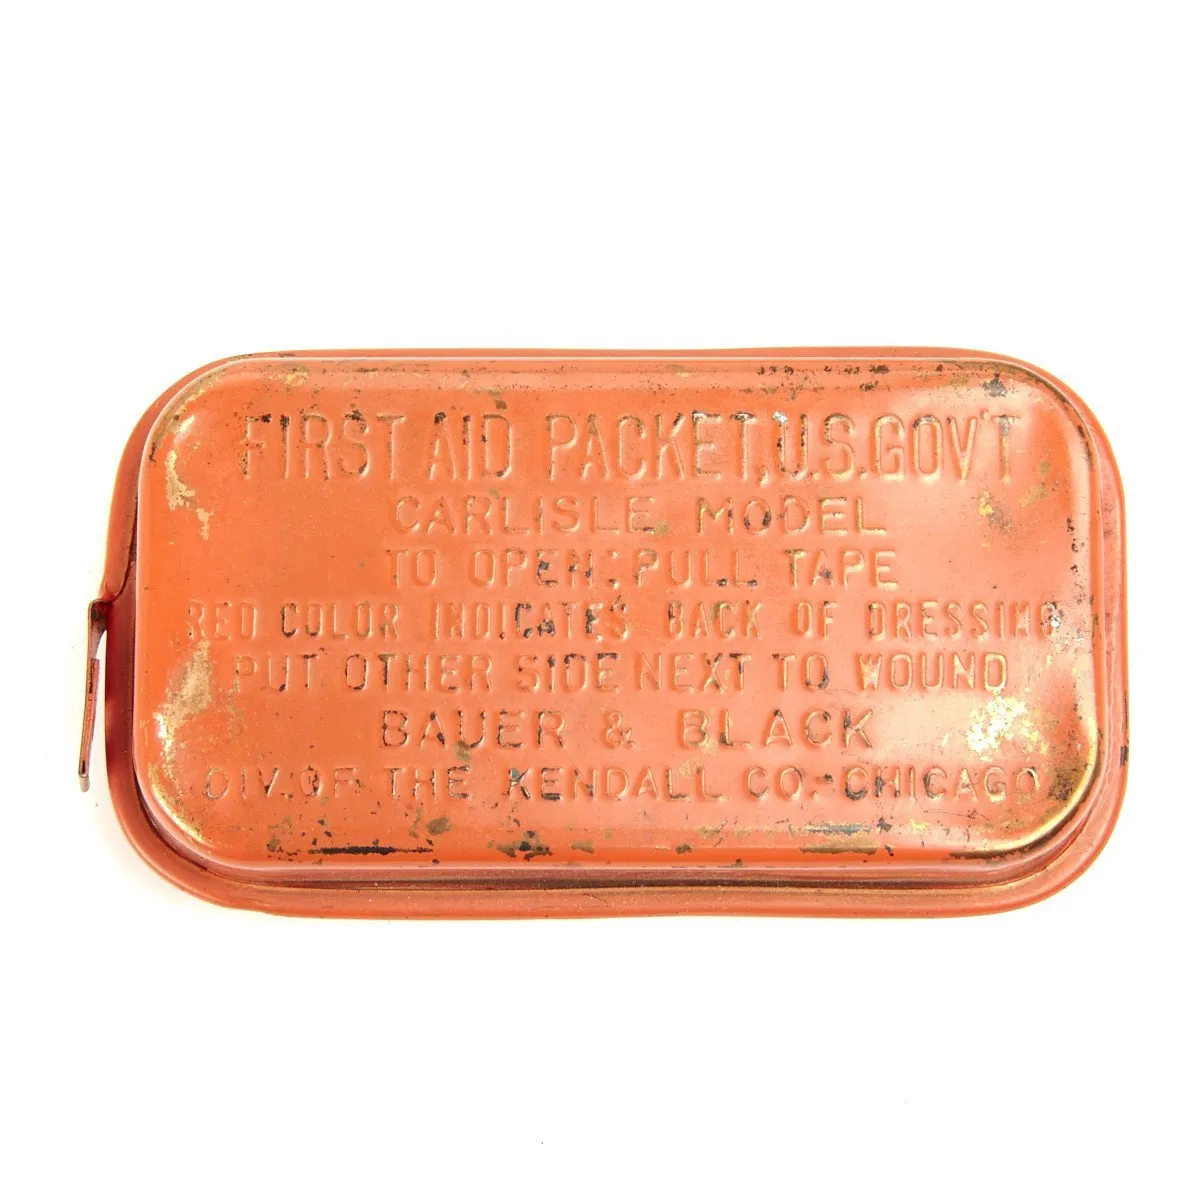 FIRST AID PACKET, U.S. GOV'T
CARLISLE MODEL
TO OPEN: PULL TAPE
RED COLOR INDICATES BACK OF DRESSING
PUT OTHER SIDE NEXT TO WOUND
BAUER & BLACK
DIV. OF THE KENDALL CO. - CHICAGO